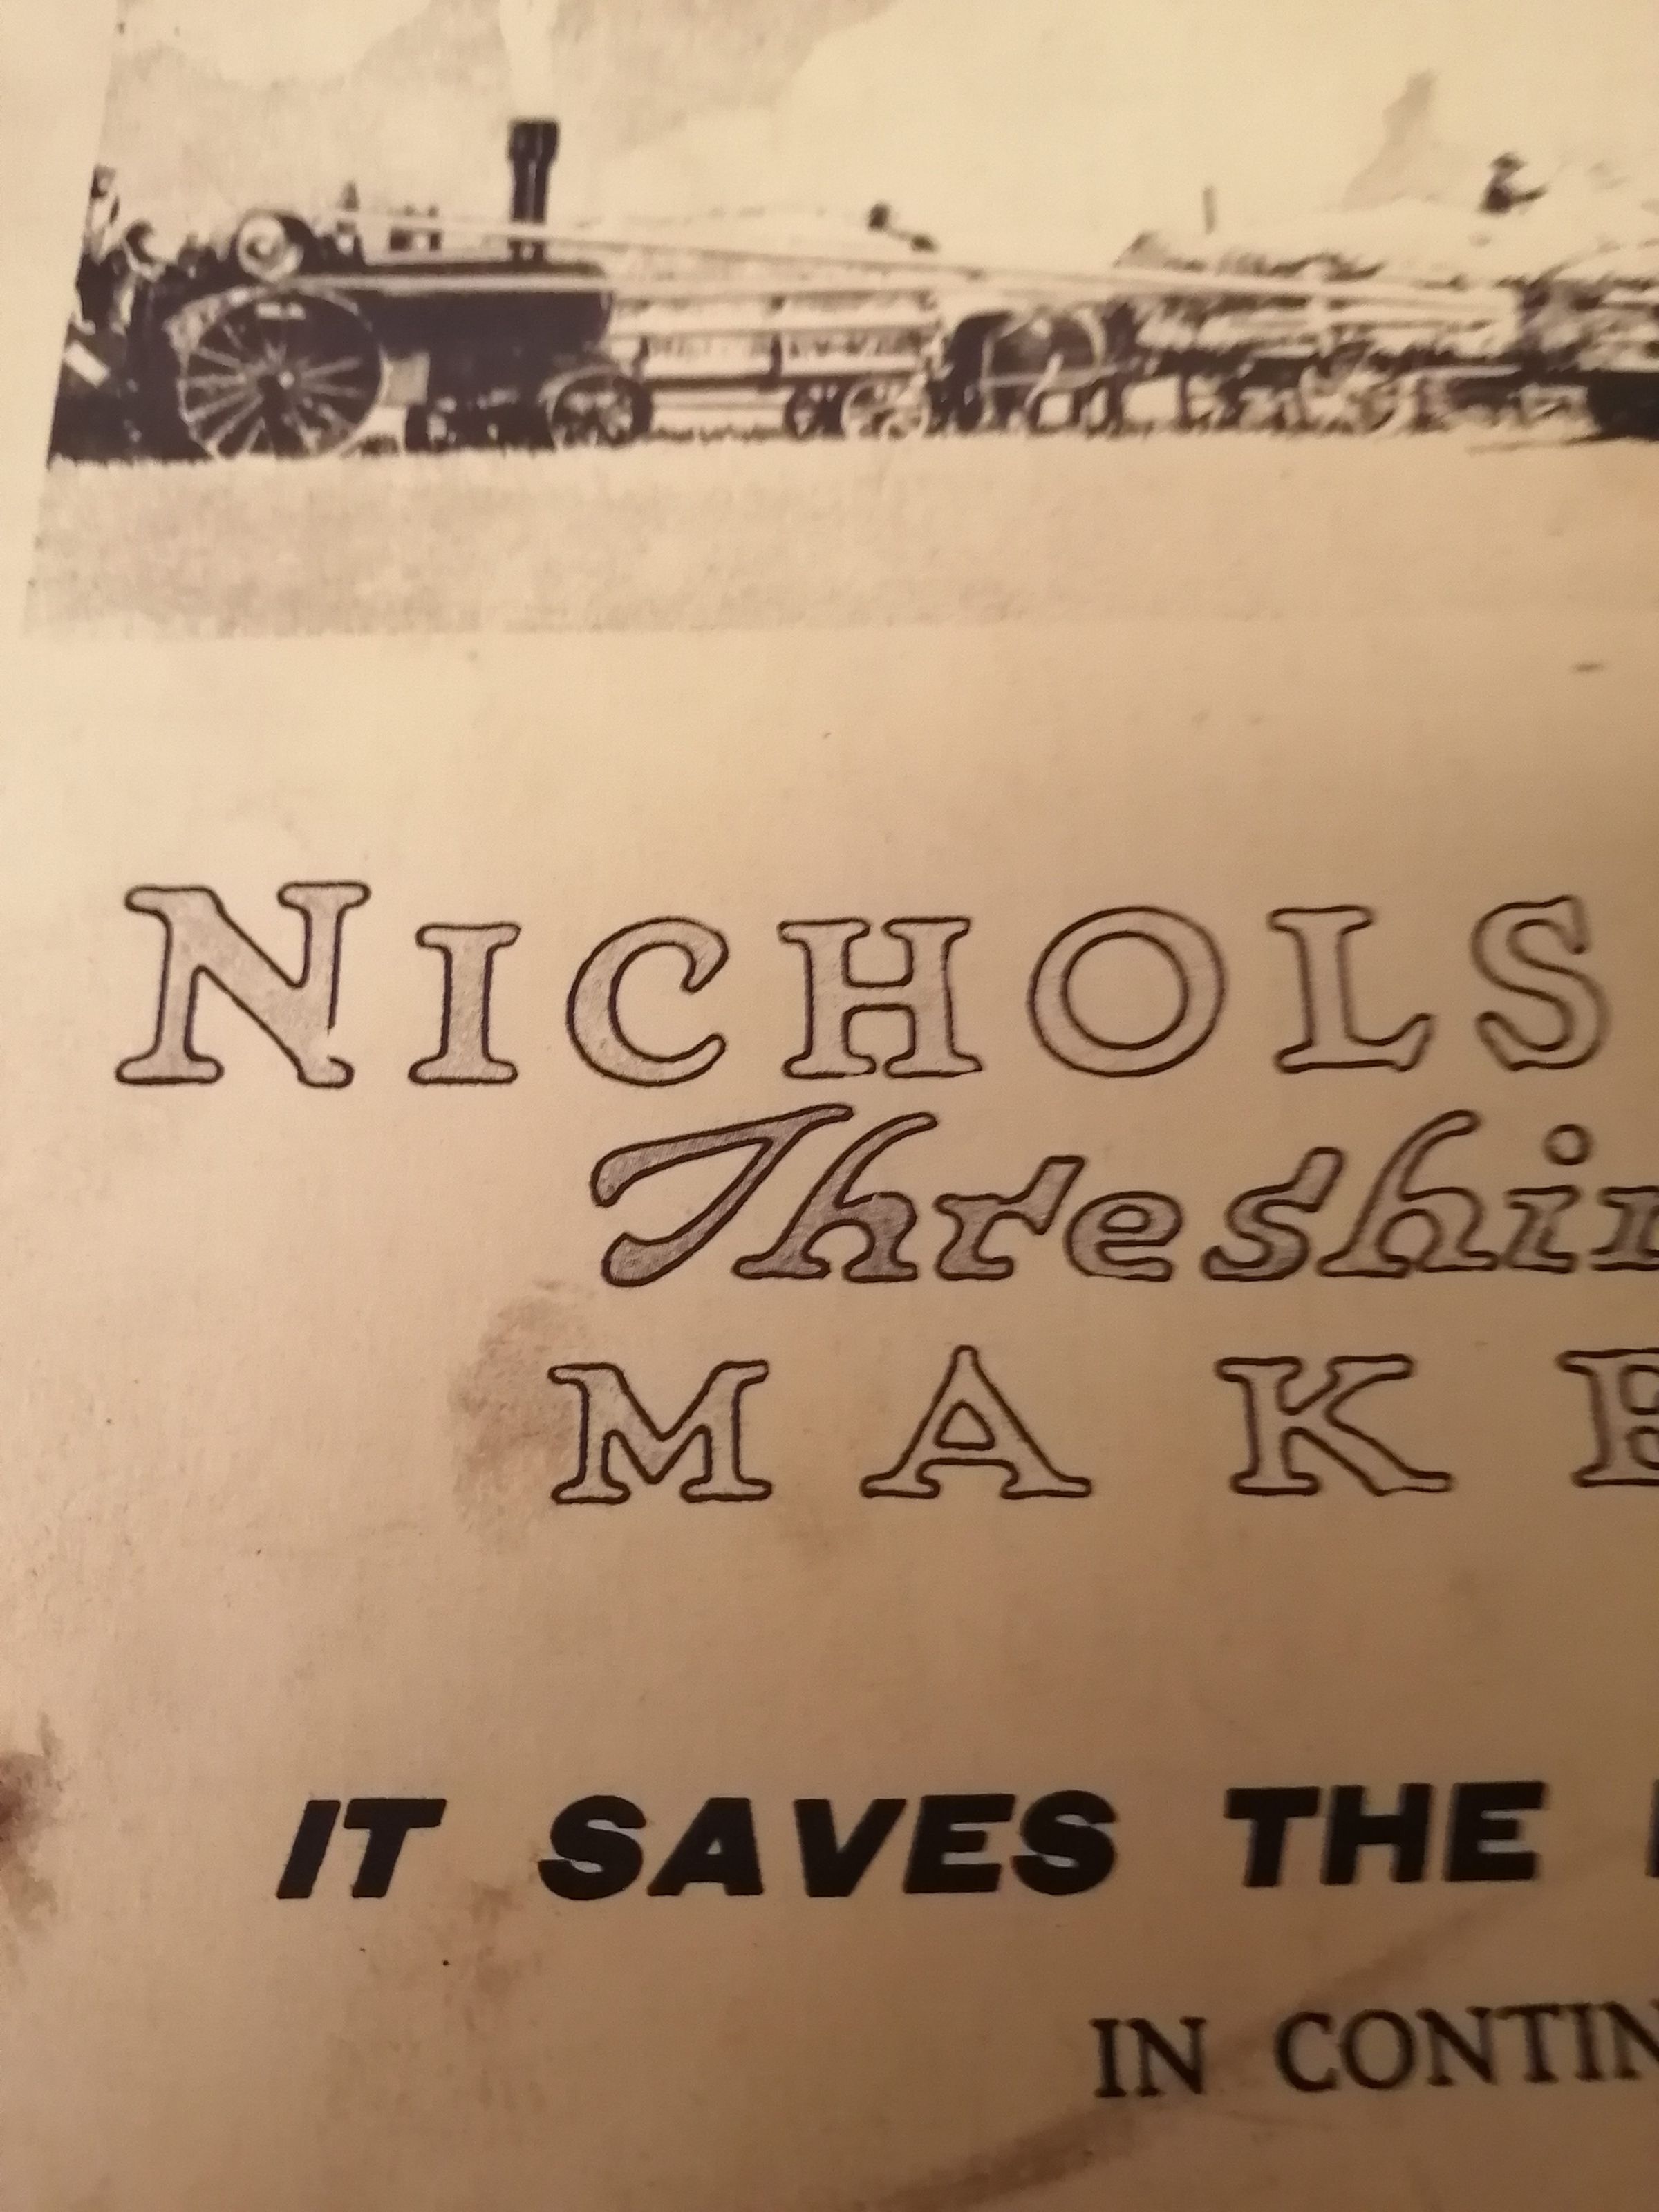 NICHOLS
Threshin
MAKE
IT SAVES THE
IN CONTIN